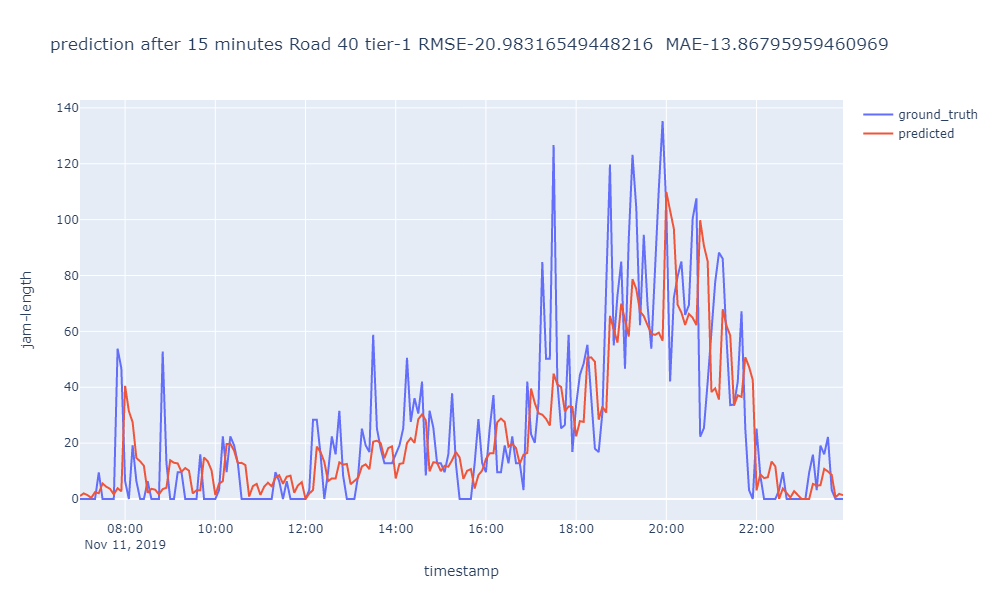 prediction after 15 minutes Road 40 tier-1 RMSE-20.98316549448216 MAE-13.86795959460969
ground_truth
predicted
jam-length
140
120
100
80
60
40
20
0
08:00 10:00 12:00 14:00 16:00 18:00 20:00 22:00
Nov 11, 2019
timestamp